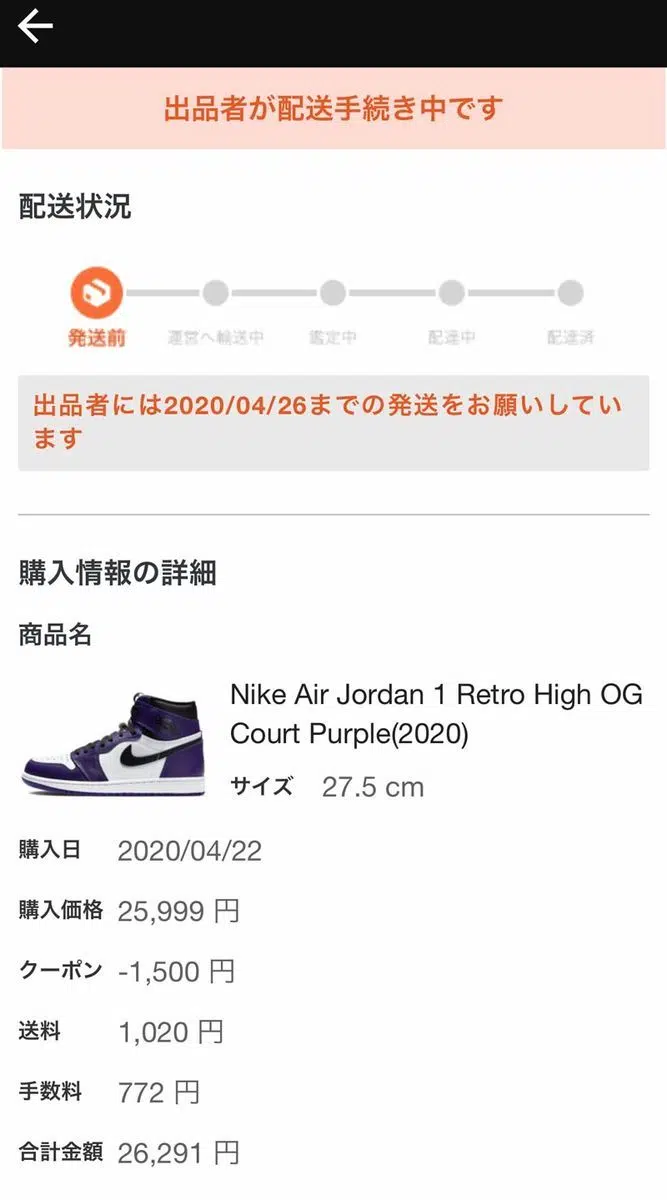 出品者が配送手続き中です
配送状況
発送前 運営へ輸送中 鑑定中 配達中 配達済
出品者には2020/04/26までの発送をお願いしてい
ます
購入情報の詳細
商品名
Nike Air Jordan 1 Retro High OG
Court Purple(2020)
サイズ 27.5 cm
購入日 2020/04/22
購入価格 25,999 円
クーポン -1,500 円
送料 1,020 円
手数料 772 円
合計金額 26,291 円